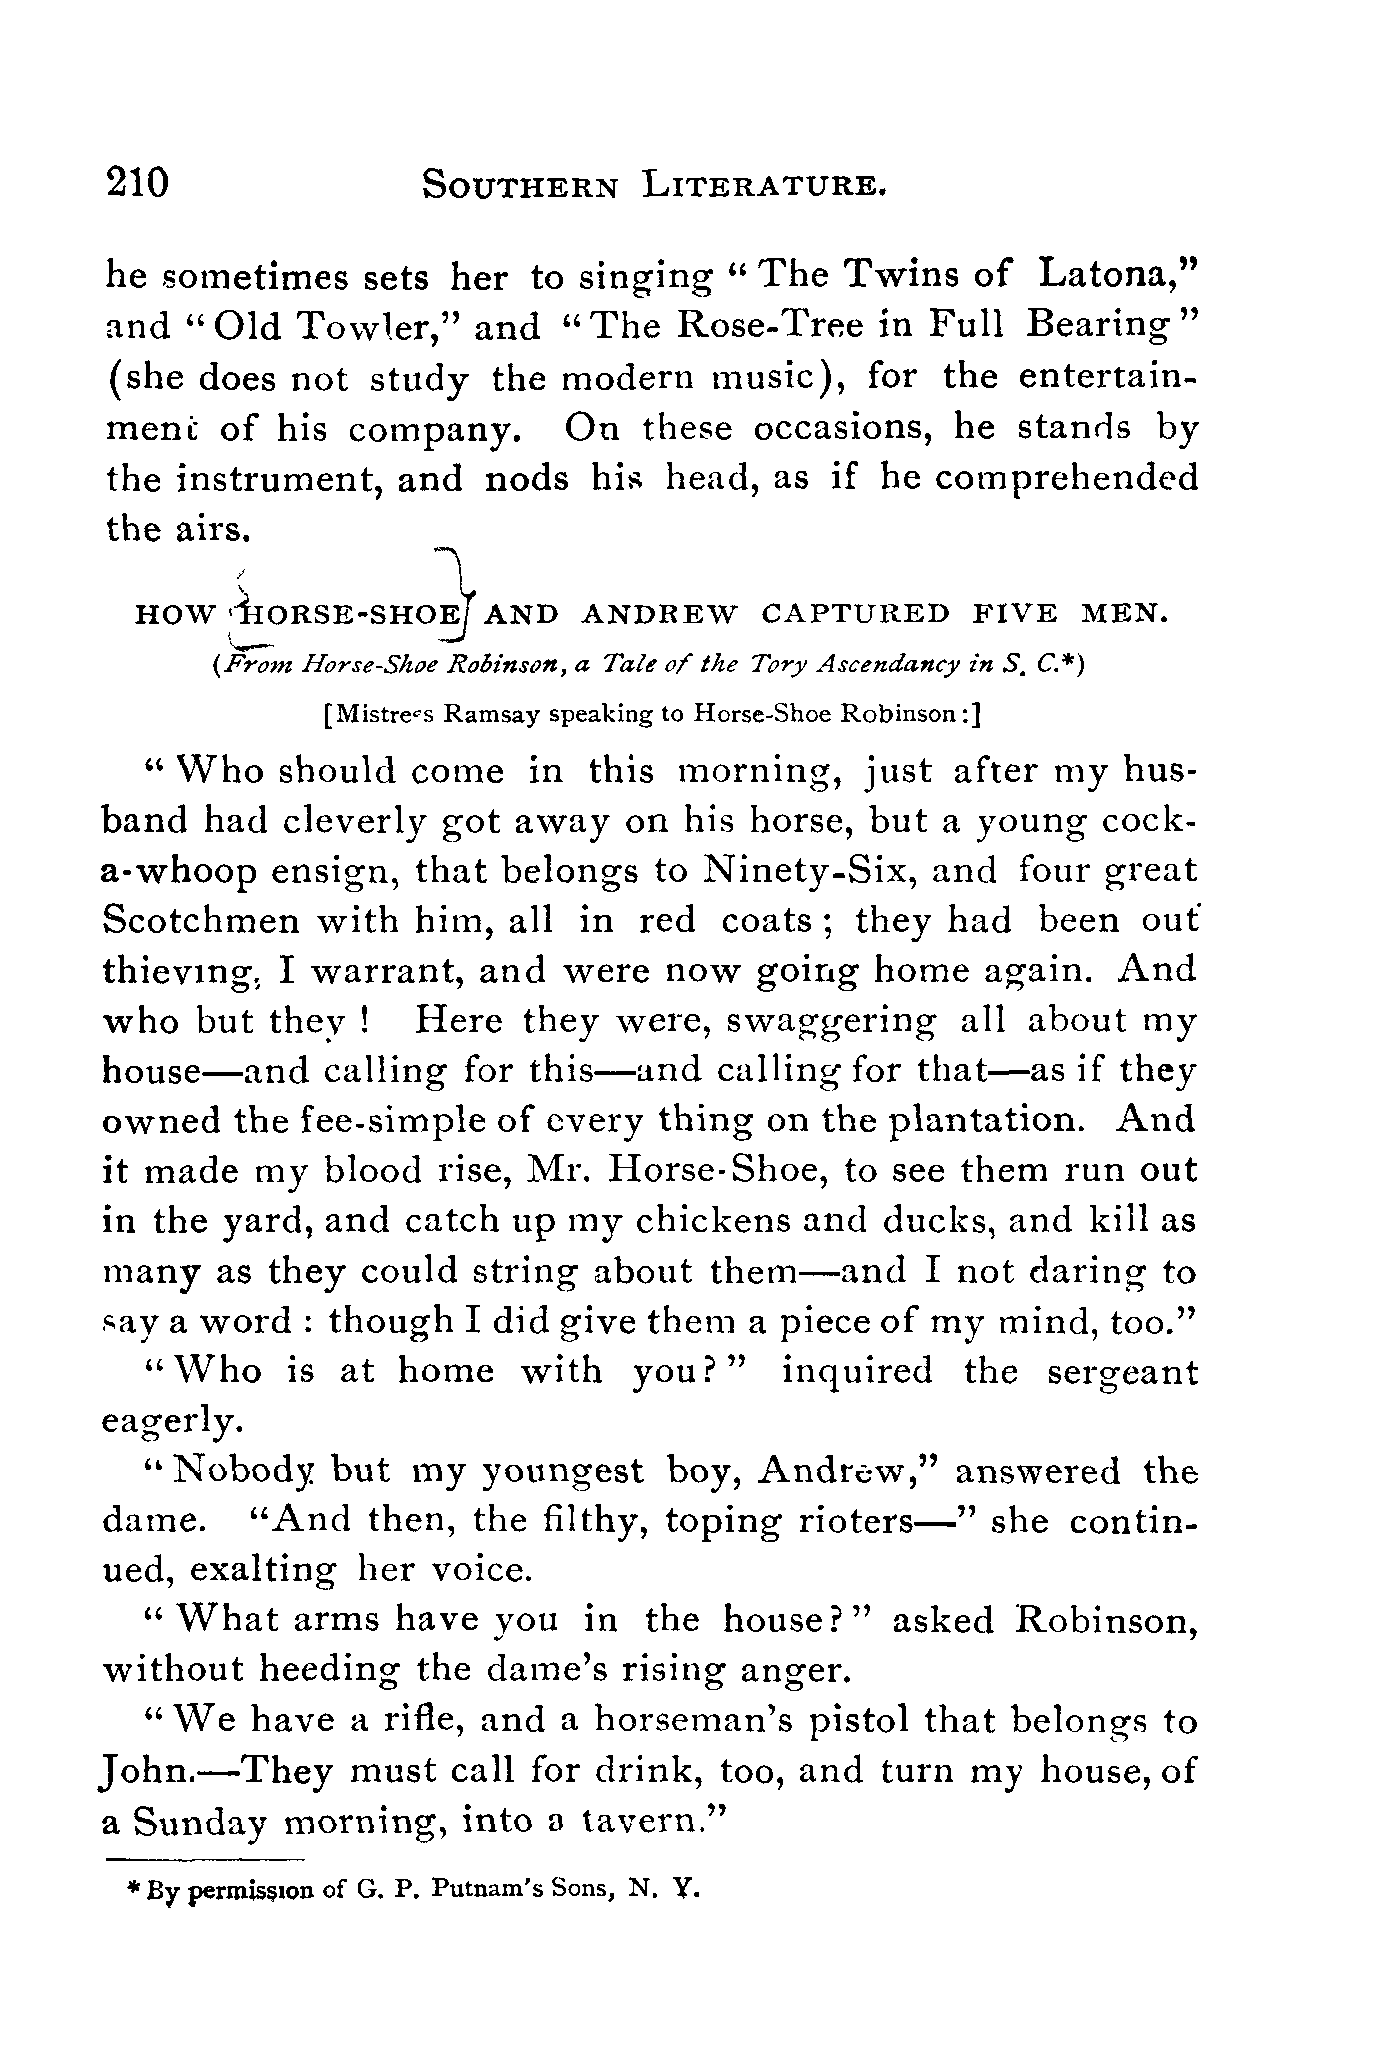 210 SOUTHERN LITERATURE.
he sometimes sets her to singing “ The Twins of Latona,”
and “ Old Towler,” and “ The Rose-Tree in Full Bearing ”
(she does not study the modern music), for the entertain-
ment of his company. On these occasions, he stands by
the instrument, and nods his head, as if he comprehended
the airs.
HOW HORSE-SHOE AND ANDREW CAPTURED FIVE MEN.
(From Horse-Shoe Robinson, a Tale of the Tory Ascendancy in S. C.*)
[Mistress Ramsay speaking to Horse-Shoe Robinson :]
“ Who should come in this morning, just after my hus-
band had cleverly got away on his horse, but a young cock-
a-whoop ensign, that belongs to Ninety-Six, and four great
Scotchmen with him, all in red coats ; they had been out
thieving, I warrant, and were now going home again. And
who but they ! Here they were, swaggering all about my
house—and calling for this—and calling for that—as if they
owned the fee-simple of every thing on the plantation. And
it made my blood rise, Mr. Horse-Shoe, to see them run out
in the yard, and catch up my chickens and ducks, and kill as
many as they could string about them—and I not daring to
say a word : though I did give them a piece of my mind, too.”
“ Who is at home with you? ” inquired the sergeant
eagerly.
“ Nobody but my youngest boy, Andrew,” answered the
dame. “And then, the filthy, toping rioters—” she contin-
ued, exalting her voice.
“ What arms have you in the house? ” asked Robinson,
without heeding the dame’s rising anger.
“ We have a rifle, and a horseman’s pistol that belongs to
John.—They must call for drink, too, and turn my house, of
a Sunday morning, into a tavern.”
* By permission of G. P. Putnam’s Sons, N. Y.